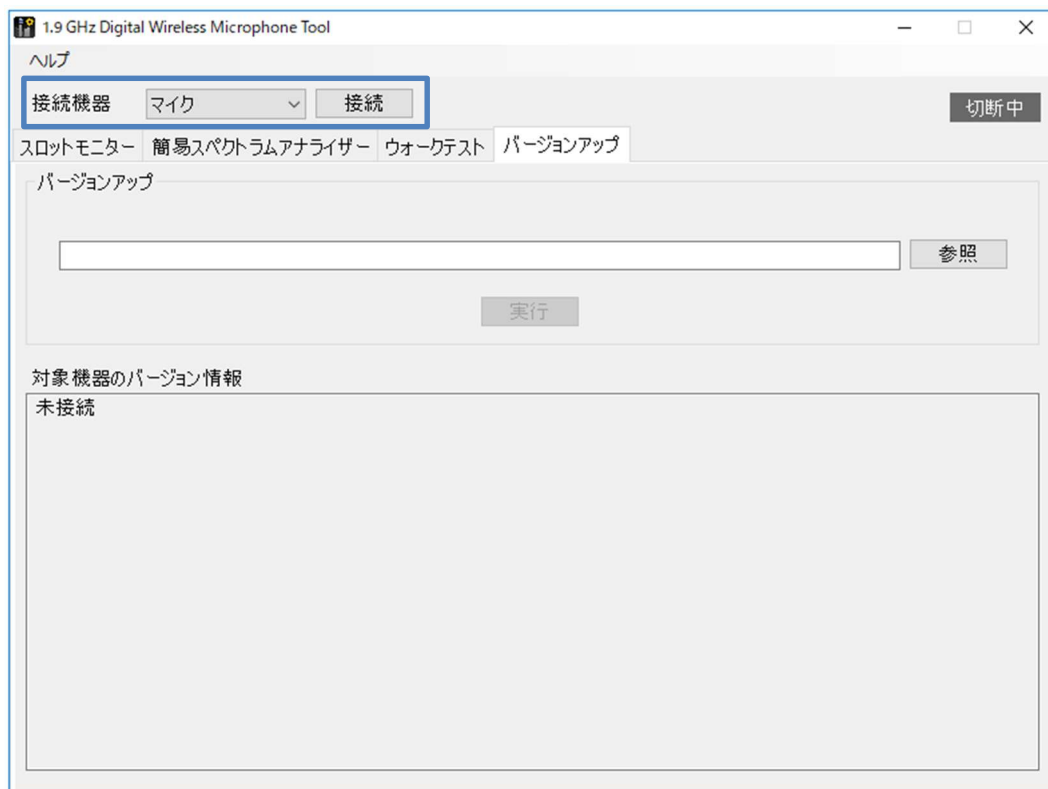 1.9 GHz Digital Wireless Microphone Tool
ヘルプ
接続機器 マイク 接続 切断中
スロットモニター 簡易スペクトラムアナライザー ウォークテスト バージョンアップ
バージョンアップ
参照
実行
対象機器のバージョン情報
未接続